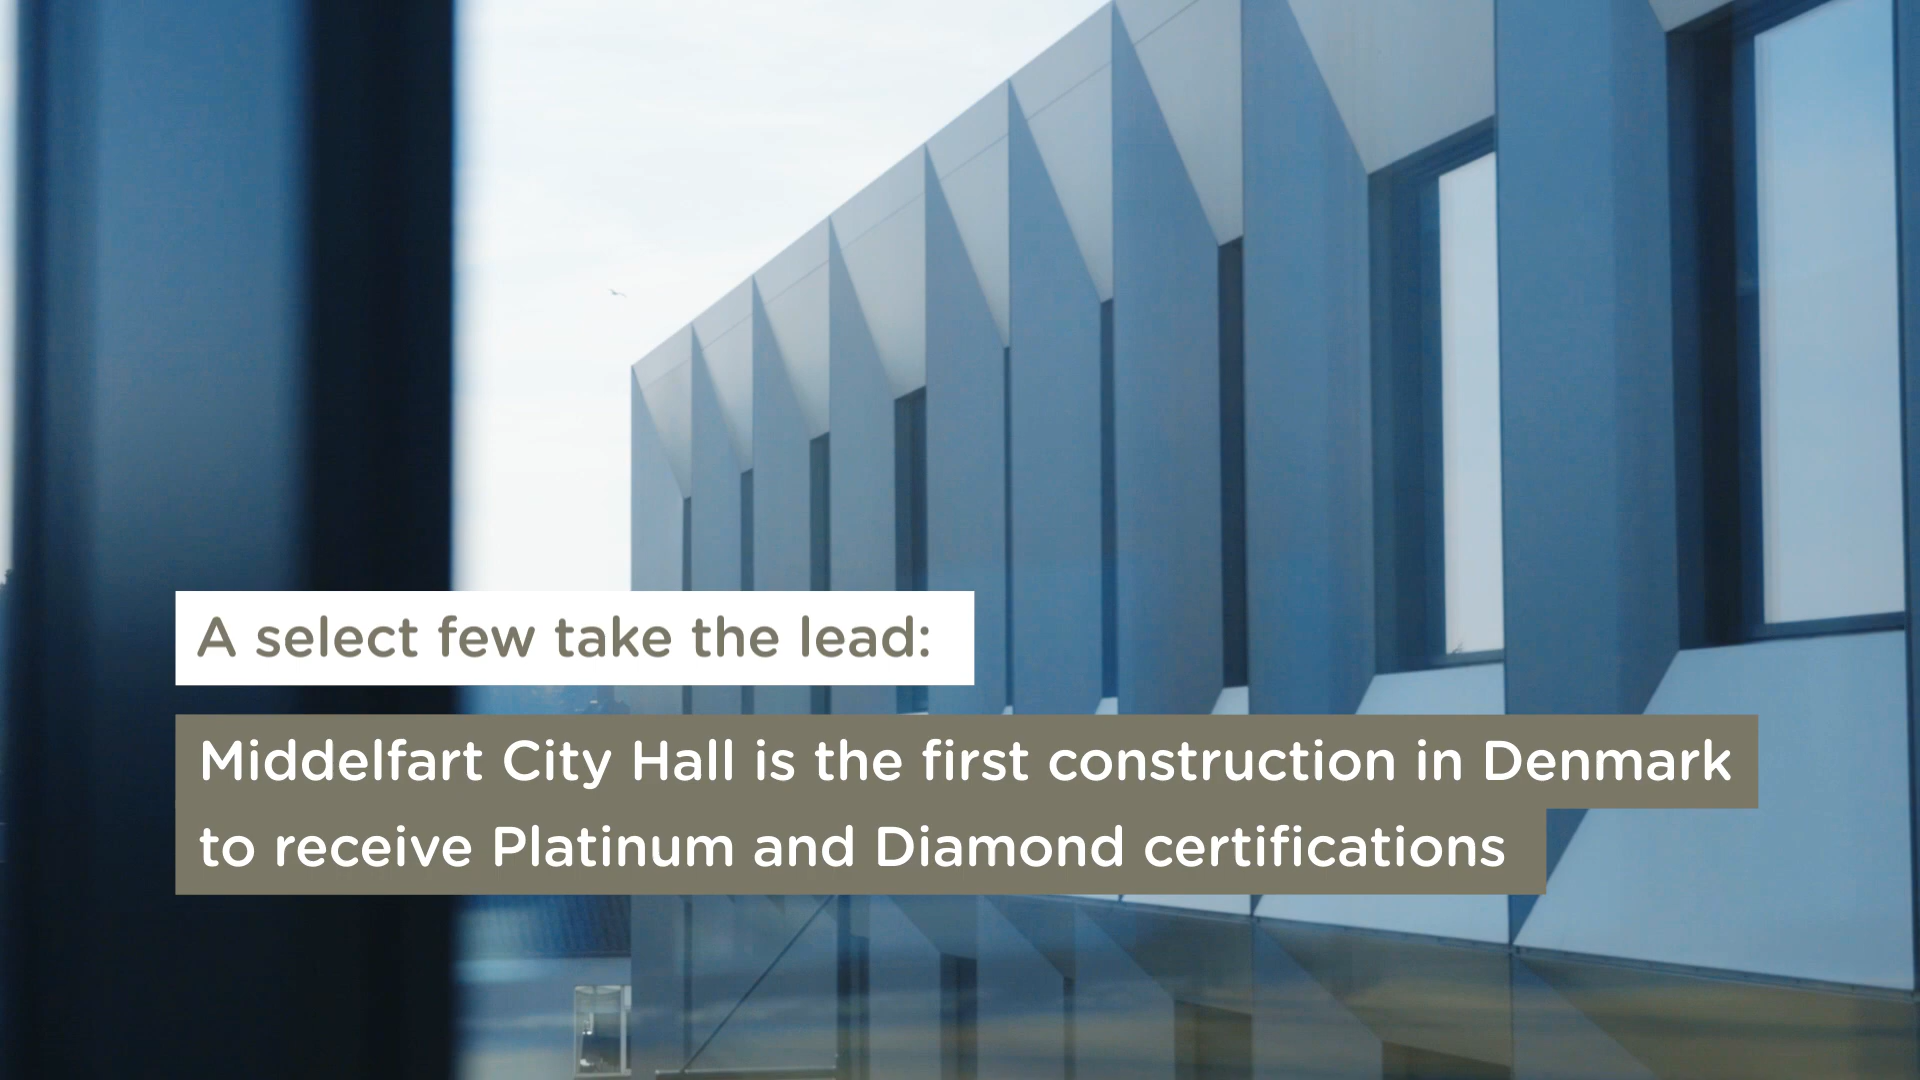 A select few take the lead:
Middelfart City Hall is the first construction in Denmark
to receive Platinum and Diamond certifications